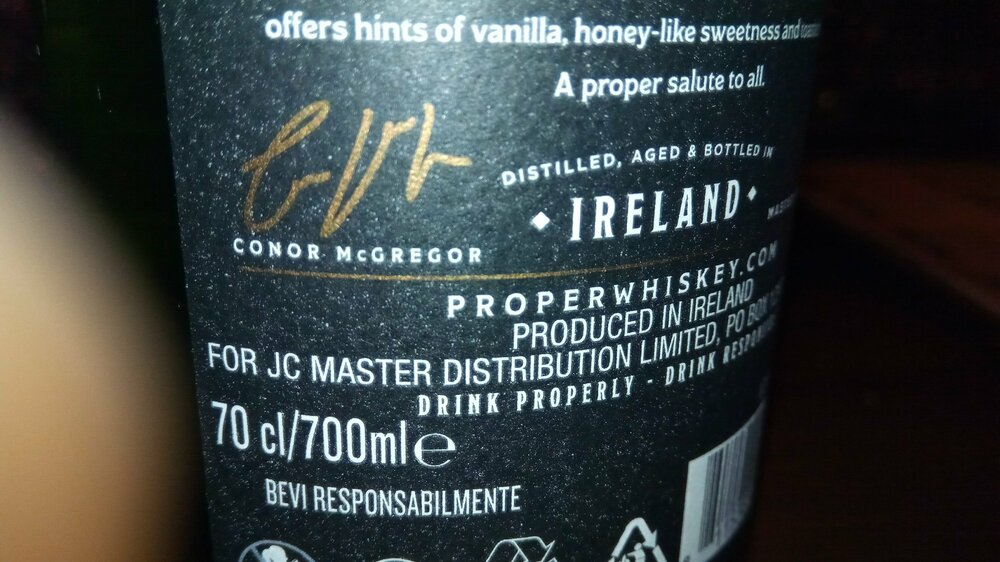 offers hints of vanilla, honey-like sweetness and
A proper salute to all.
DISTILLED, AGED & BOTTLED IN
IRELAND
CONOR McGREGOR
PROPERWHISKEY.COM
PRODUCED IN IRELAND
FOR JC MASTER DISTRIBUTION LIMITED, PO BOX
DRINK PROPERLY - DRINK
70 cl/700ml e
BEVI RESPONSABILMENTE